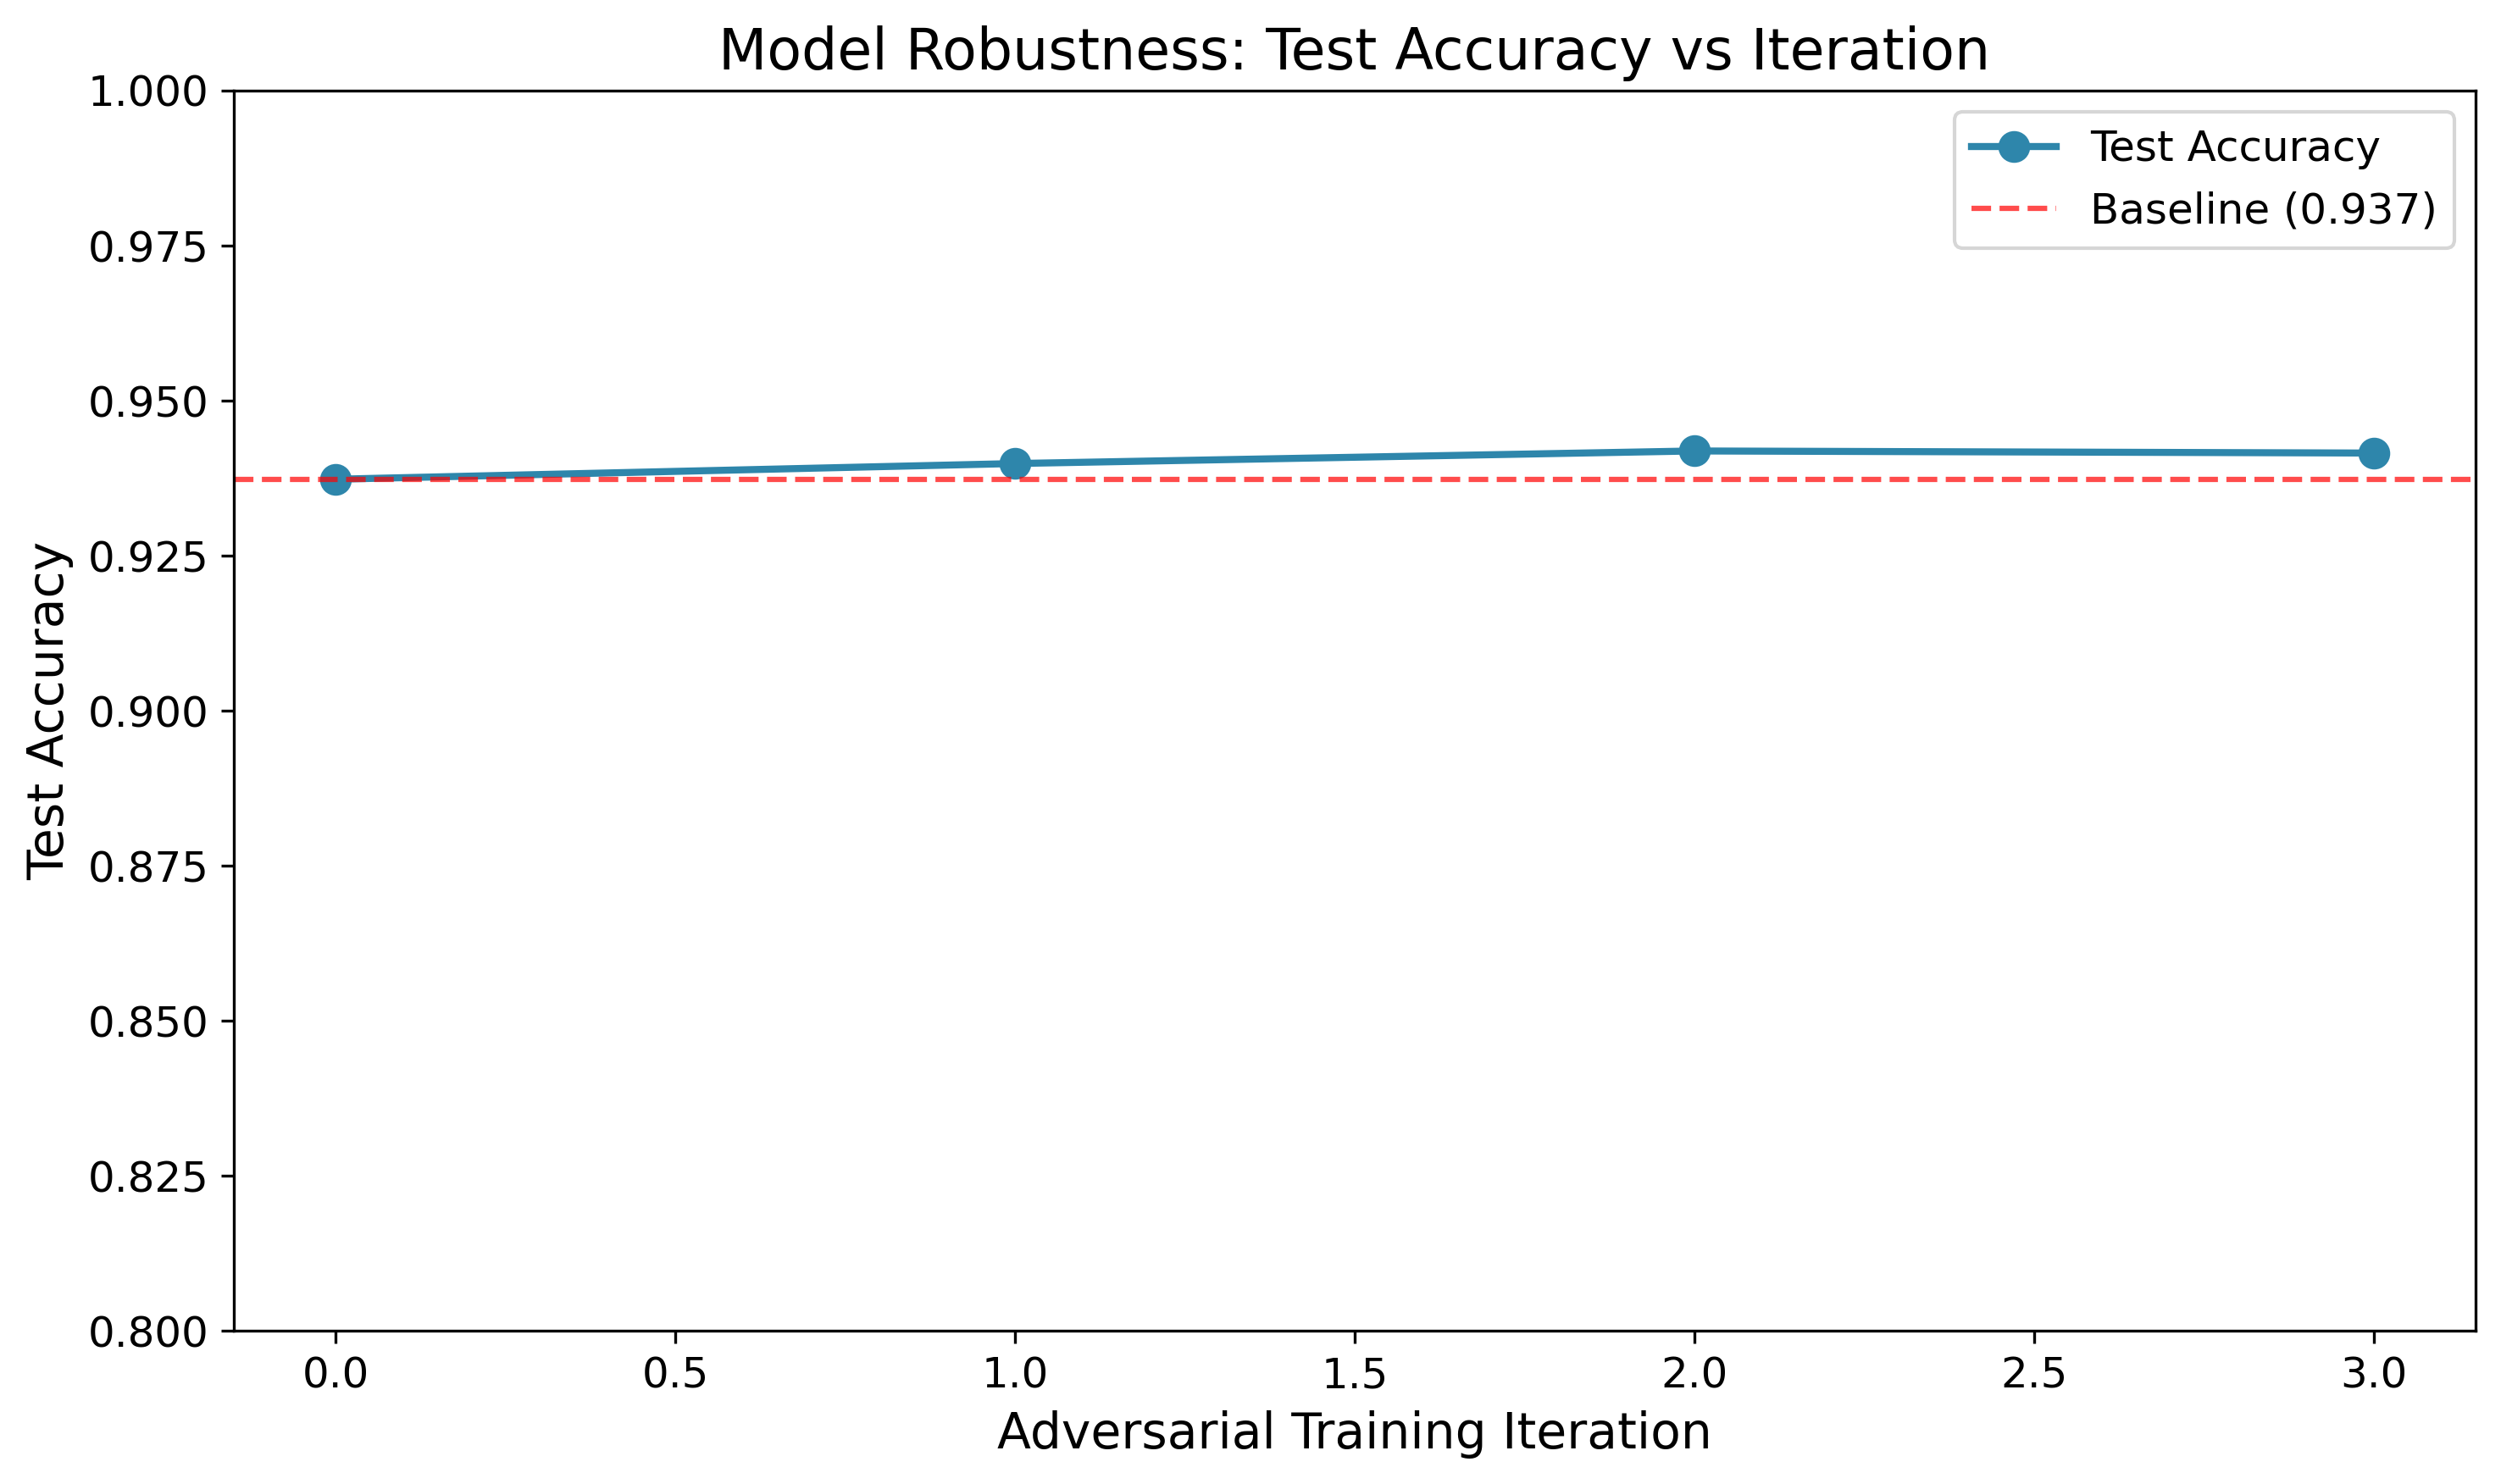 Model Robustness: Test Accuracy vs Iteration
1.000
0.975
0.950
0.925
0.900
0.875
0.850
0.825
0.800
Test Accuracy
Test Accuracy
Baseline (0.937)
0.0 0.5 1.0 1.5 2.0 2.5 3.0
Adversarial Training Iteration